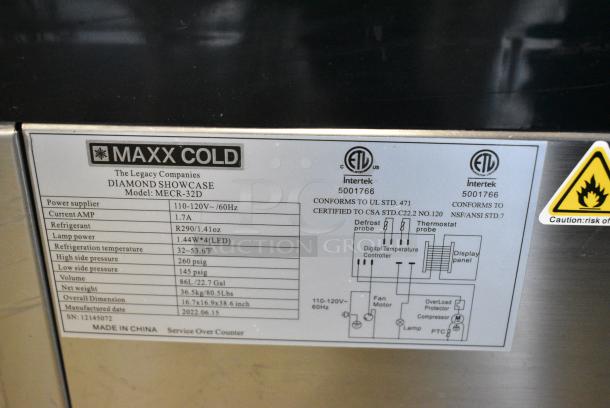 MAXX COLD
The Legacy Companies
DIAMOND SHOWCASE
Model: MECR-32D
Power supplier 110-120V~/60Hz
Current AMP 1.7A
Refrigerant R290/1.41oz
Lamp power 1.44W*4(LED)
Refrigeration temperature 32~53.6°F
High side pressure 260 psig
Low side pressure 145 psig
Volume 86L/22.7 Gal
Net weight 36.5kg/80.5Lbs
Overall Dimension 16.7x16.9x38.6 inch
Manufactured date 2022.06.15
SN: 12145072
MADE IN CHINA Service Over Counter
C ETL US
Intertek
5001766
CONFORMS TO UL STD. 471
CERTIFIED TO CSA STD.C22.2 NO.120
ETL
Intertek
5001766
CONFORMS TO
NSF/ANSI STD.7
Defrost probe
Thermostat probe
Digital Temperature Controller
Display panel
110-120V~
60Hz
Fan Motor
Lamp
OverLoad Protector
Compressor
M
PTC
AUCTION GROUP
Caution:risk of